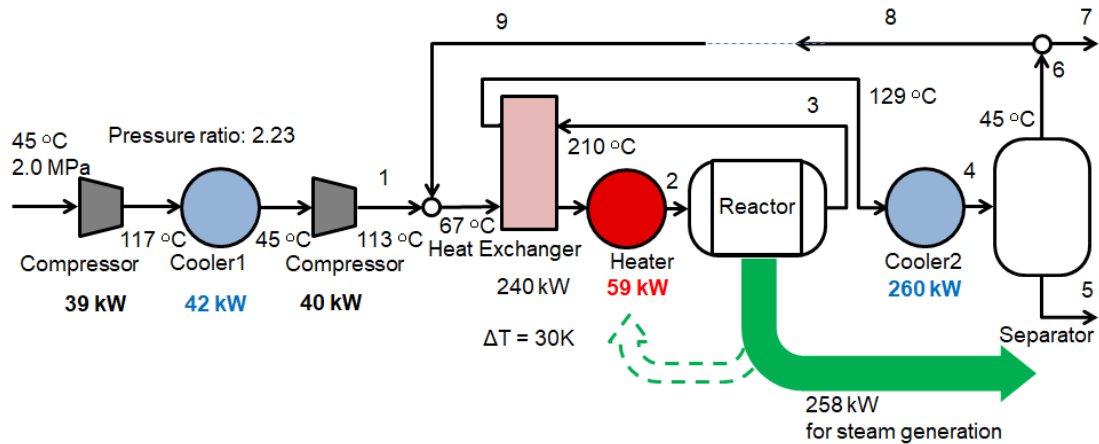 9
8
7
6
45 °C
2.0 MPa
Pressure ratio: 2.23
1
210 °C
3
129 °C
45 °C
2
Reactor
4
117 °C
45 °C
113 °C
67 °C
Compressor
Cooler1
Compressor
Heat Exchanger
Heater
Cooler2
5
Separator
39 kW
42 kW
40 kW
240 kW
59 kW
260 kW
ΔT = 30K
258 kW
for steam generation